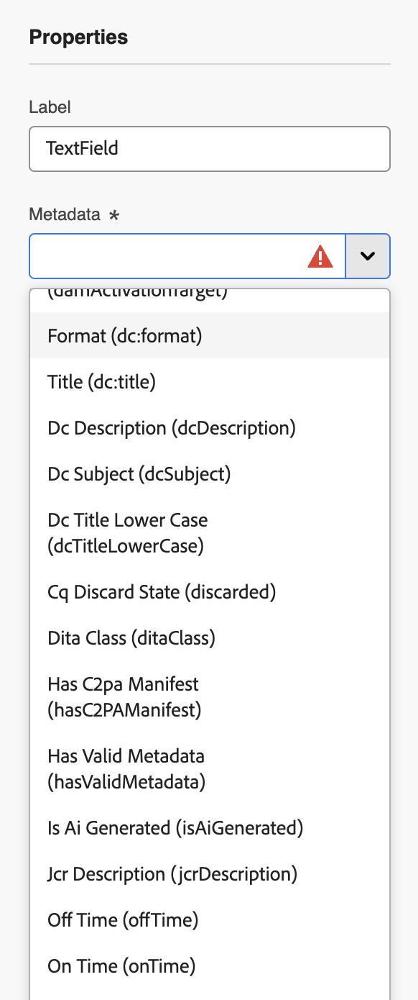 Properties
Label
TextField
Metadata *
(damActivationTarget)
Format (dc:format)
Title (dc:title)
Dc Description (dcDescription)
Dc Subject (dcSubject)
Dc Title Lower Case
(dcTitleLowerCase)
Cq Discard State (discarded)
Dita Class (ditaClass)
Has C2pa Manifest
(hasC2PAManifest)
Has Valid Metadata
(hasValidMetadata)
Is Ai Generated (isAiGenerated)
Jcr Description (jcrDescription)
Off Time (offTime)
On Time (onTime)